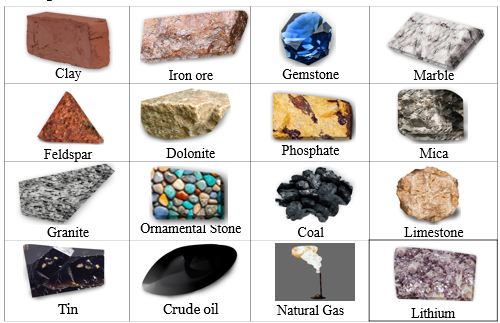 Clay
Iron ore
Gemstone
Marble
Feldspar
Dolonite
Phosphate
Mica
Granite
Ornamental Stone
Coal
Limestone
Tin
Crude oil
Natural Gas
Lithium